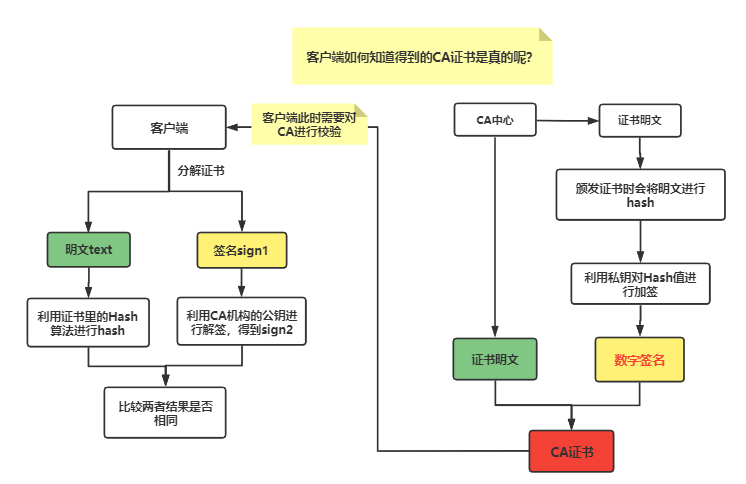 客户端如何知道得到的CA证书是真的呢?
客户端
客户端此时需要对
CA进行校验
CA中心
证书明文
分解证书
颁发证书时会将明文进行
hash
明文text
签名sign1
利用私钥对Hash值进
行加签
利用证书里的Hash
算法进行hash
利用CA机构的公钥进
行解签，得到sign2
证书明文
数字签名
比较两者结果是否
相同
CA证书